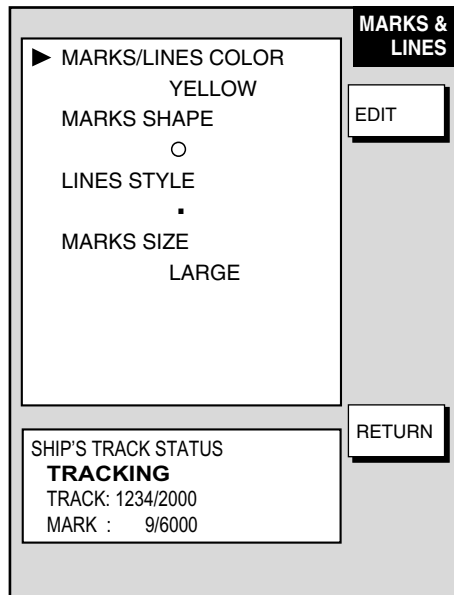 MARKS &
LINES
▶ MARKS/LINES COLOR
YELLOW
MARKS SHAPE
○
LINES STYLE
.
MARKS SIZE
LARGE
EDIT
RETURN
SHIP'S TRACK STATUS
TRACKING
TRACK: 1234/2000
MARK : 9/6000